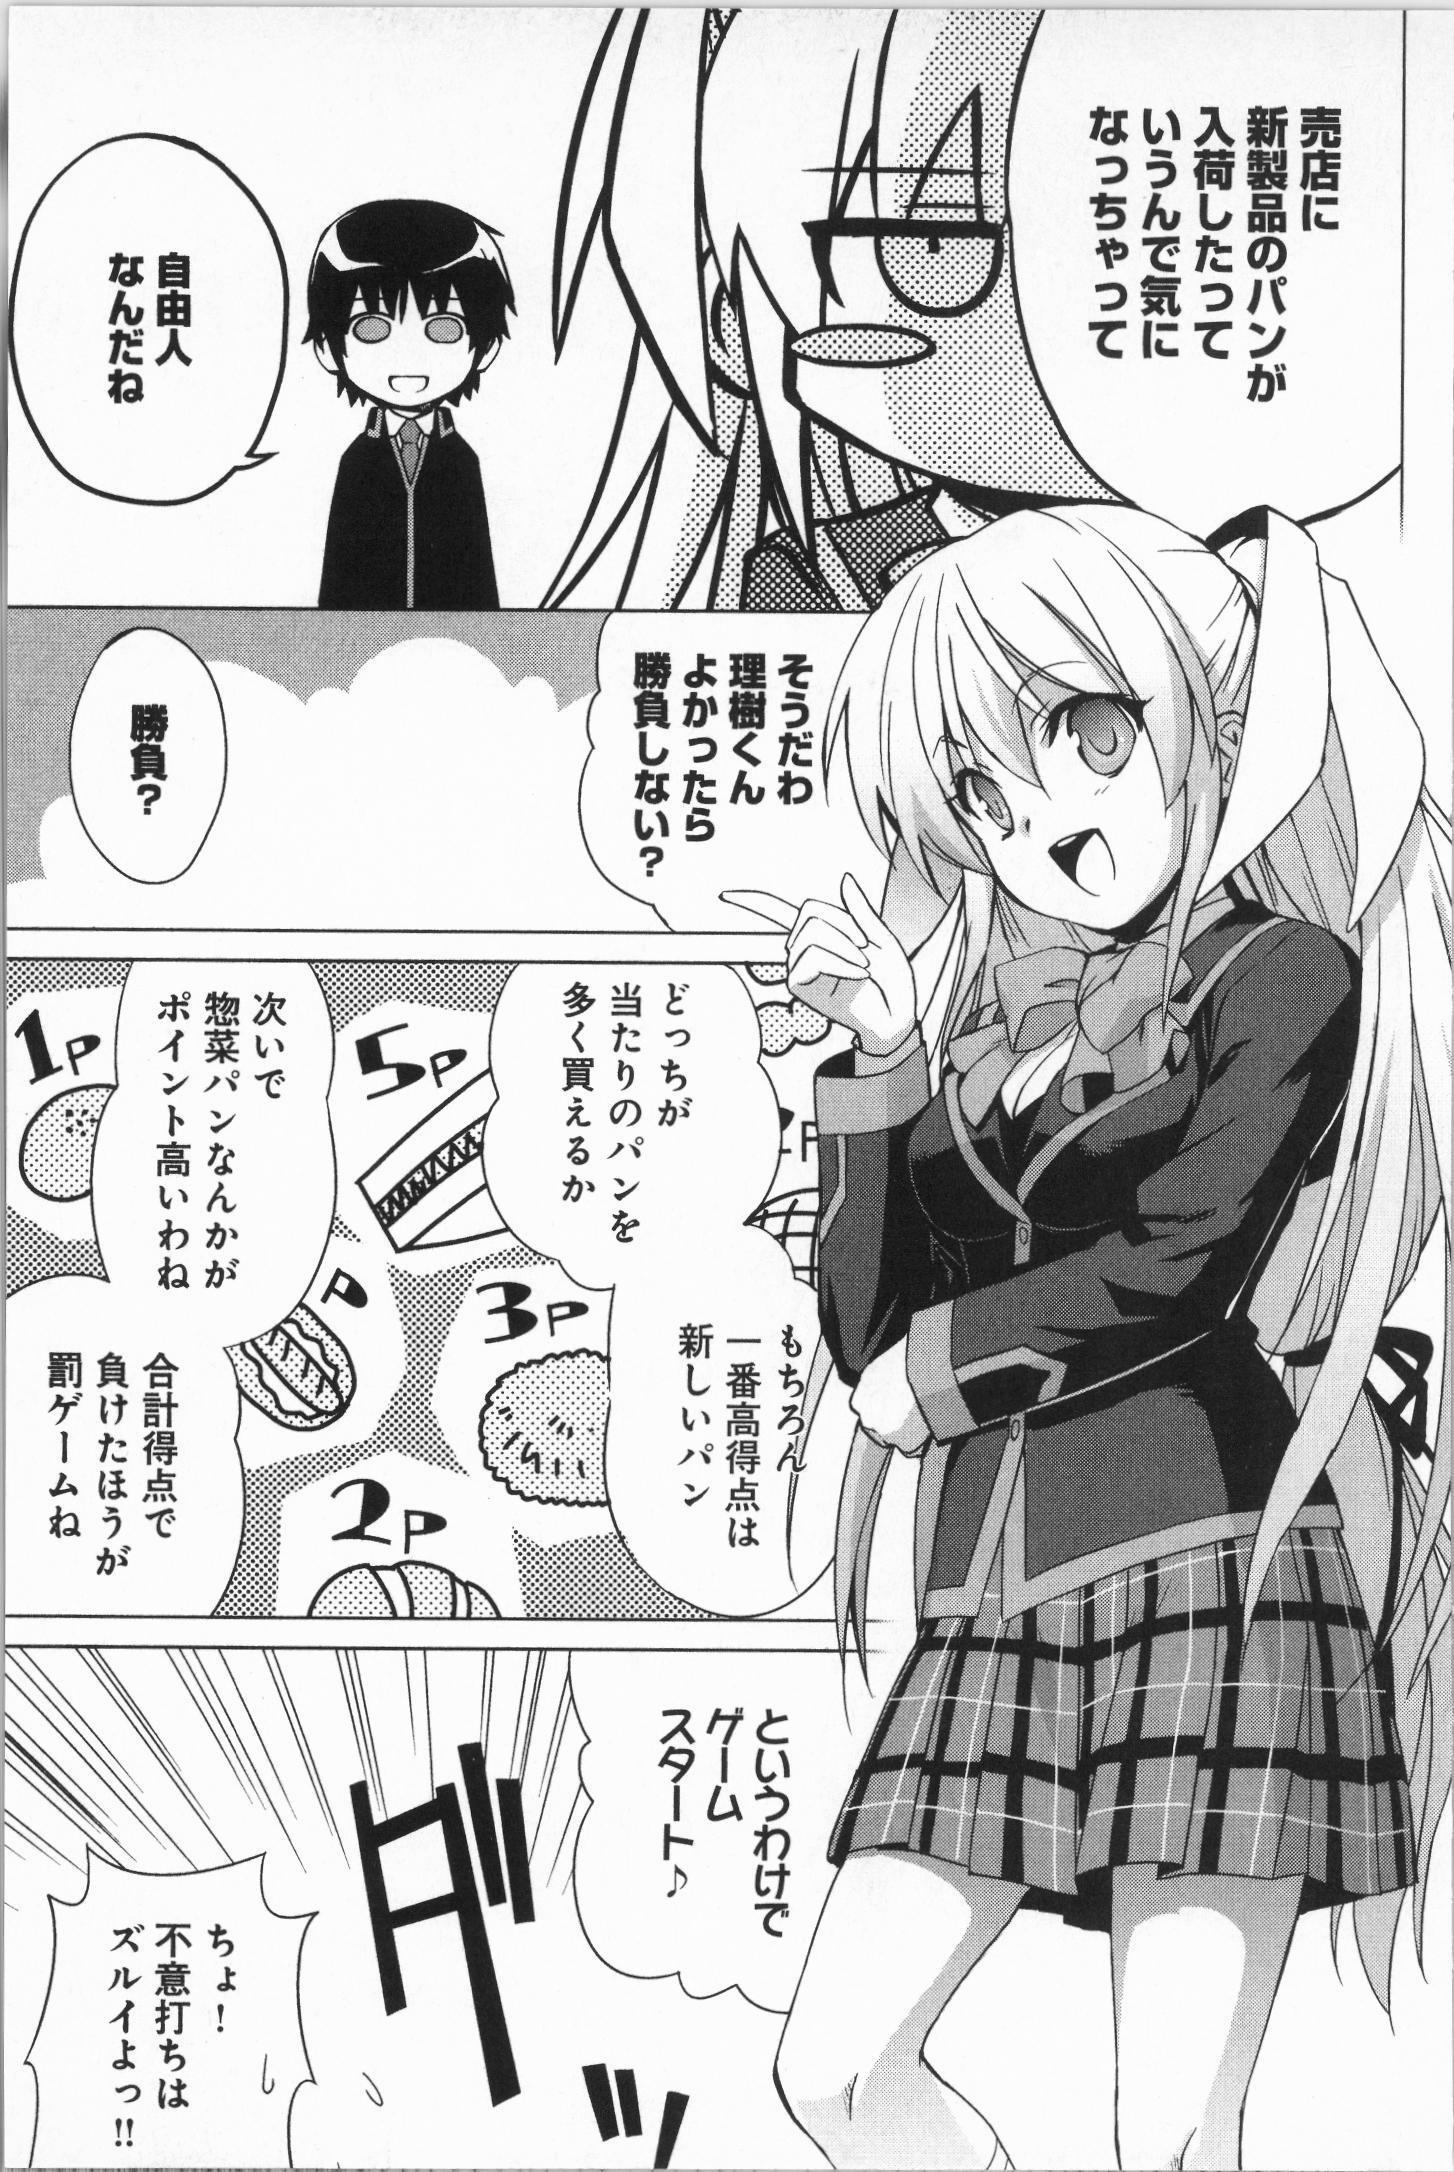 売店に
新製品のパンが
入荷したって
いうんで気に
なっちゃって
自由人
なんだね
そうだわ
理樹くん
よかったら
勝負しない？
勝負？
どっちが
当たりのパンを
多く買えるか
もちろん
一番高得点は
新しいパン
次いで
惣菜パンなんかが
ポイント高いわね
合計得点で
負けたほうが
罰ゲームね
1P
5P
3P
2P
P
P
というわけで
ゲーム
スタート♪
ダッ
ちょ！
不意打ちは
ズルイよっ!!